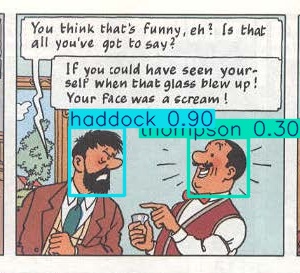 You think that's funny, eh? Is that
all you've got to say?
If you could have seen your-
self when that glass blew up!
Your face was a scream!
haddock 0.90
thompson 0.30